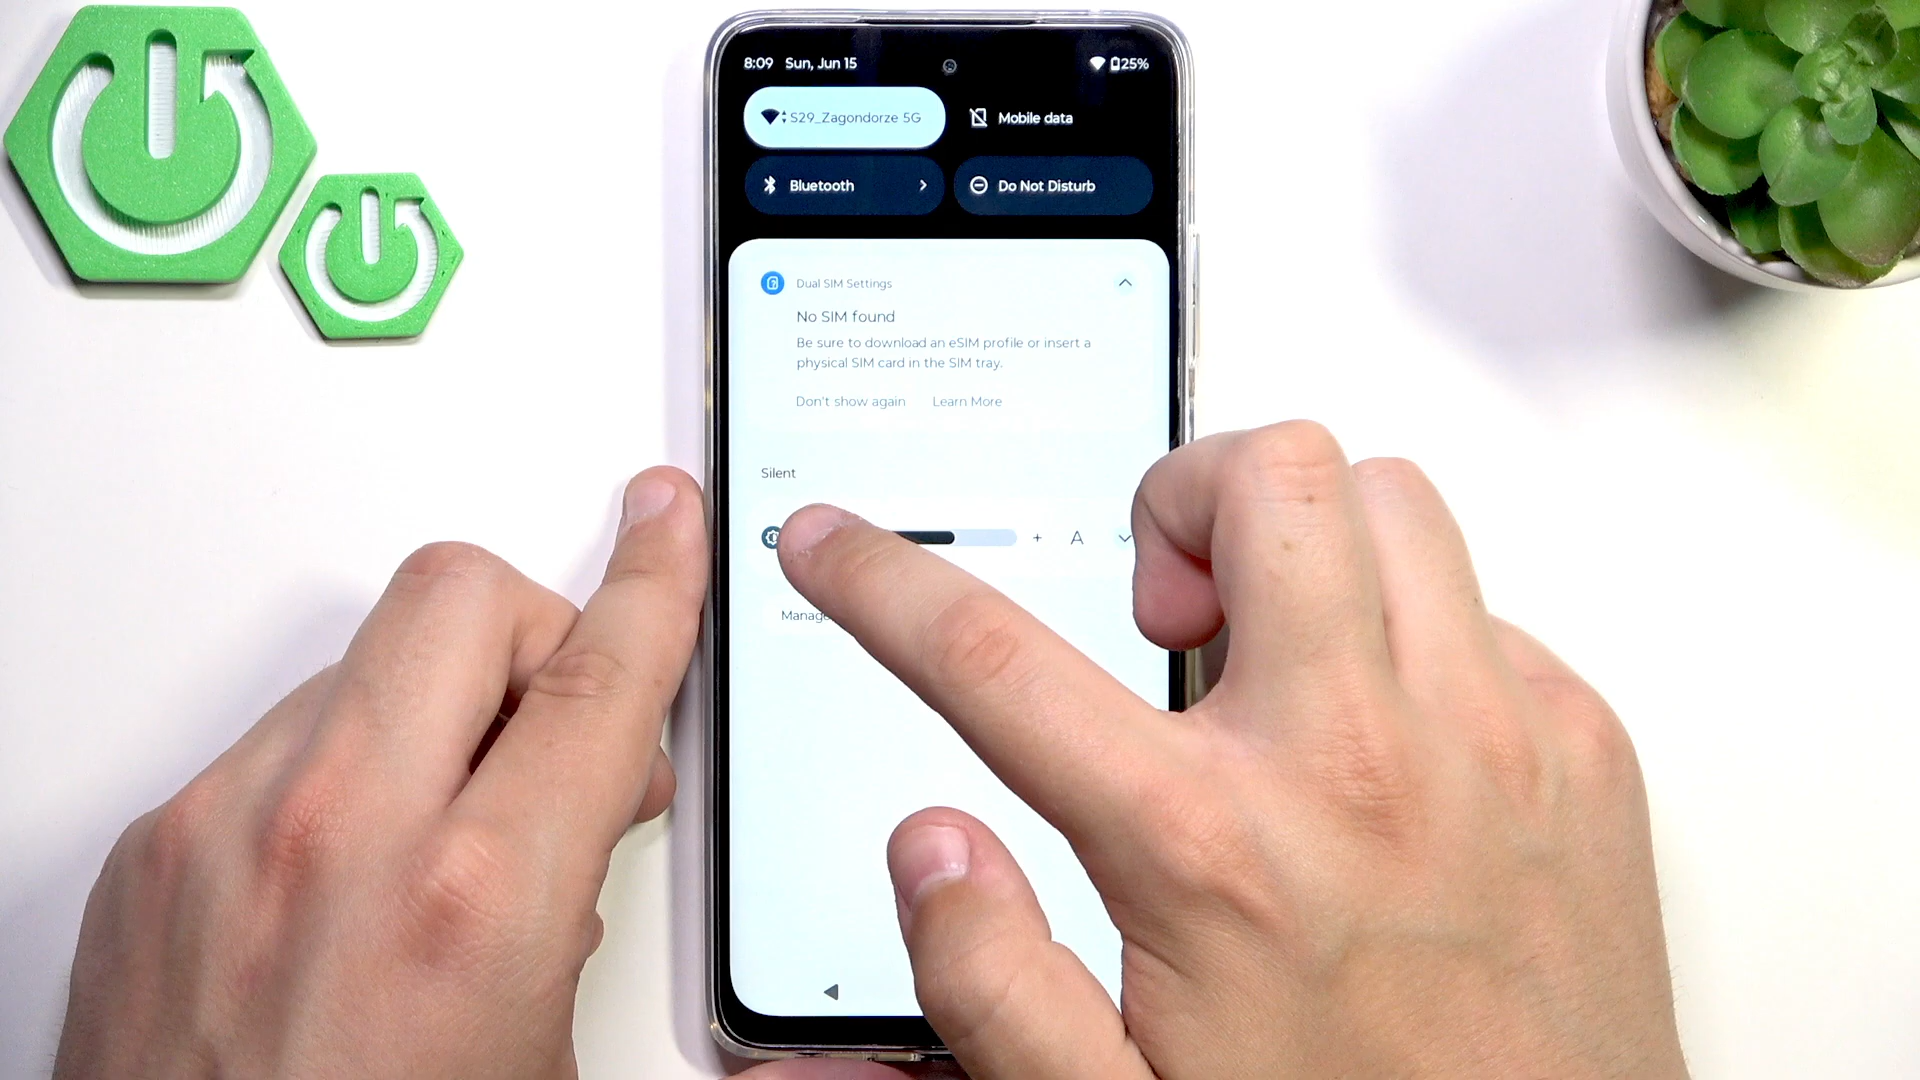 8:09 Sun, Jun 15 25%
S29_Zagondorze 5G Mobile data
Bluetooth Do Not Disturb
Dual SIM Settings
No SIM found
Be sure to download an eSIM profile or insert a
physical SIM card in the SIM tray.
Don't show again Learn More
Silent
+ A
Manage